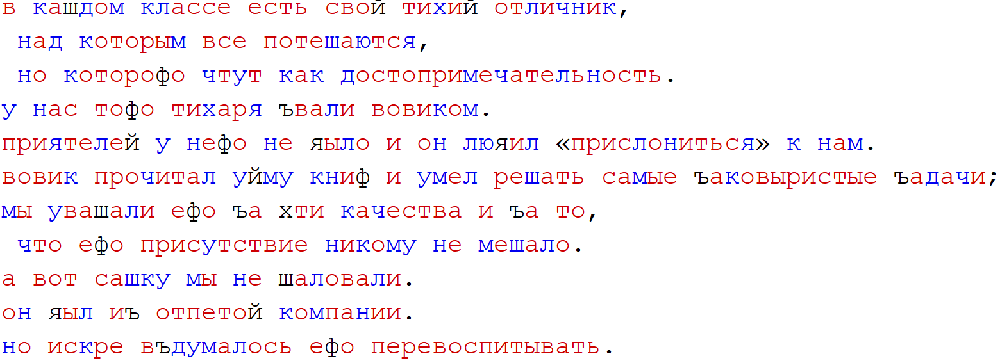 в кашдом классе есть свой тихий отличник,
над которым все потешаются,
но которофо чтут как достопримечательность.
у нас тофо тихаря ъвали вовиком.
приятелей у нефо не яыло и он люяил «прислониться» к нам.
вовик прочитал уйму книф и умел решать самые ъаковыристые ъадачи;
мы увашали ефо ъа хти качества и ъа то,
что ефо присутствие никому не мешало.
а вот сашку мы не шаловали.
он яыл иъ отпетой компании.
но искре въдумалось ефо перевоспитывать.